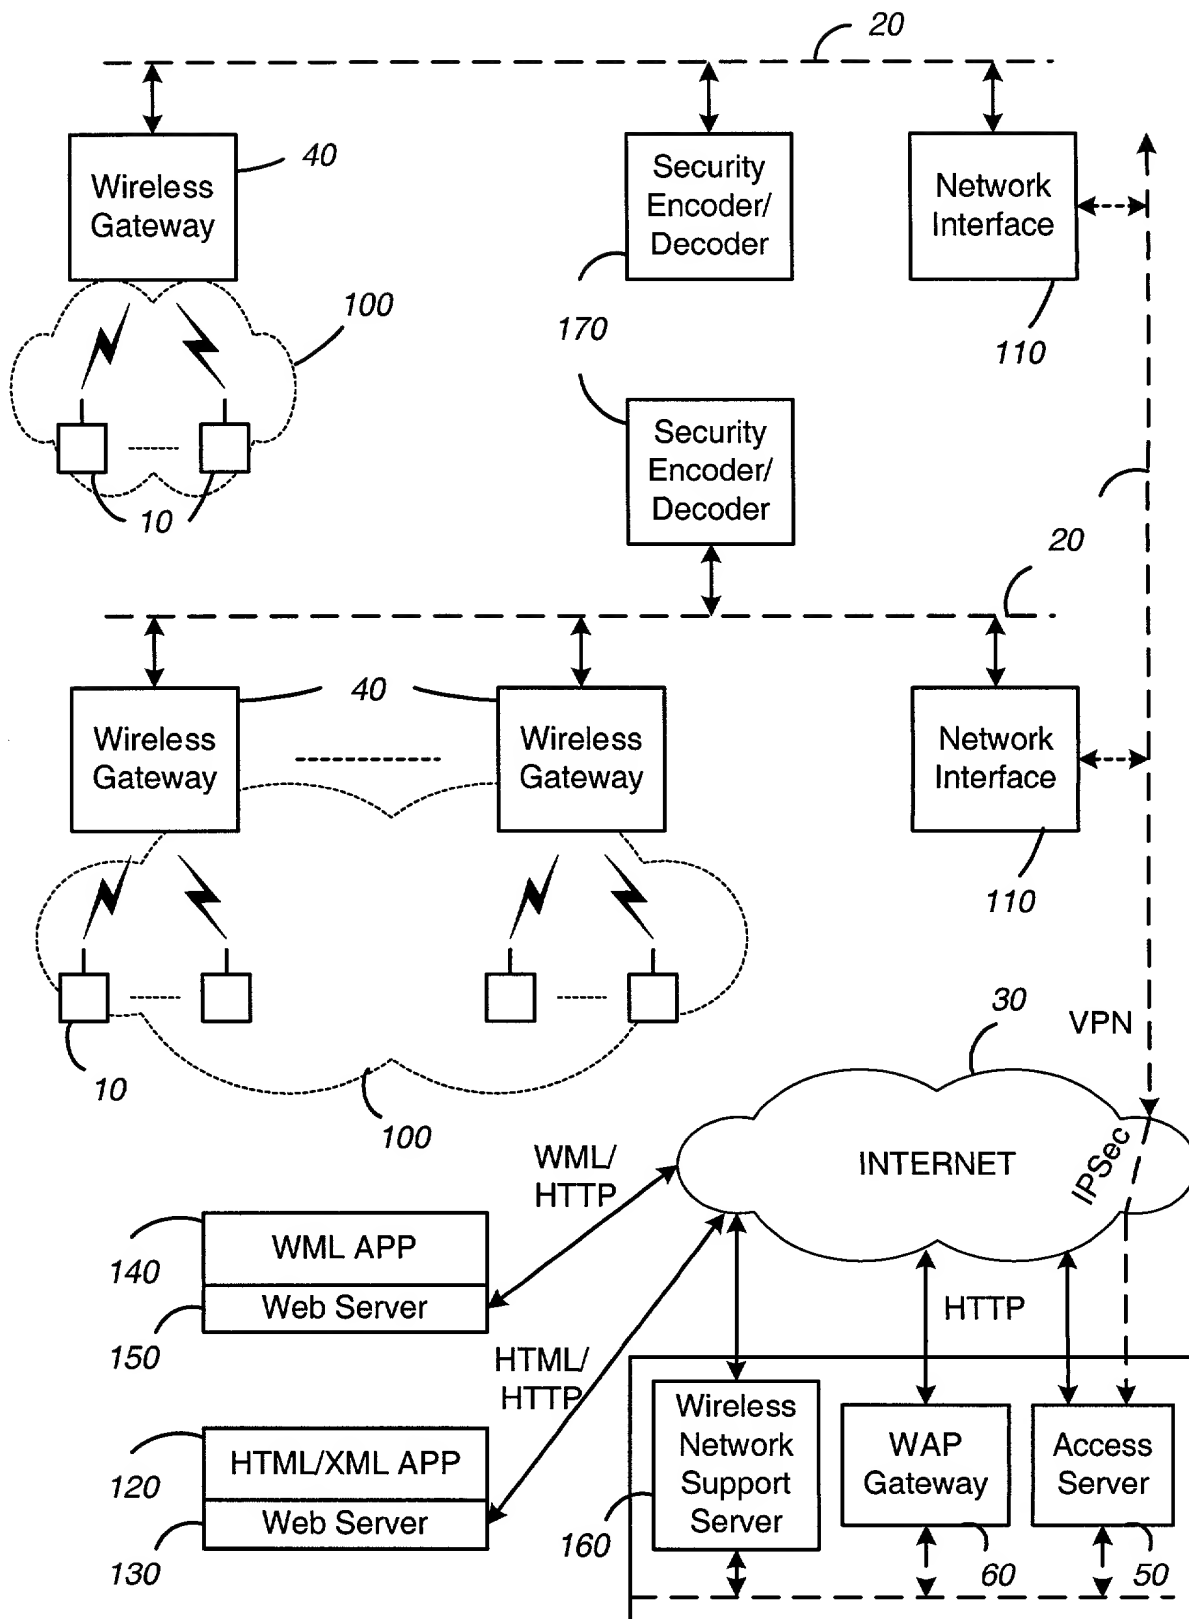 20
40
Wireless
Gateway
Security
Encoder/
Decoder
Network
Interface
100
170
110
Security
Encoder/
Decoder
10
20
40
Wireless
Gateway
Wireless
Gateway
Network
Interface
110
30
VPN
10
100
WML/
HTTP
INTERNET
IPSec
140
WML APP
150
Web Server
HTTP
HTML/
HTTP
120
HTML/XML APP
130
Web Server
Wireless
Network
Support
Server
WAP
Gateway
Access
Server
160
60
50